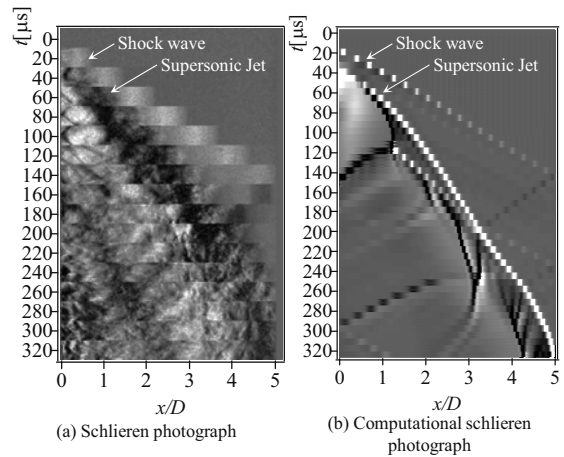 t[μs]
0
20
40
60
80
100
120
140
160
180
200
220
240
260
280
300
320
Shock wave
Supersonic Jet
0 1 2 3 4 5
x/D
(a) Schlieren photograph
t[μs]
0
20
40
60
80
100
120
140
160
180
200
220
240
260
280
300
320
Shock wave
Supersonic Jet
0 1 2 3 4 5
x/D
(b) Computational schlieren
photograph